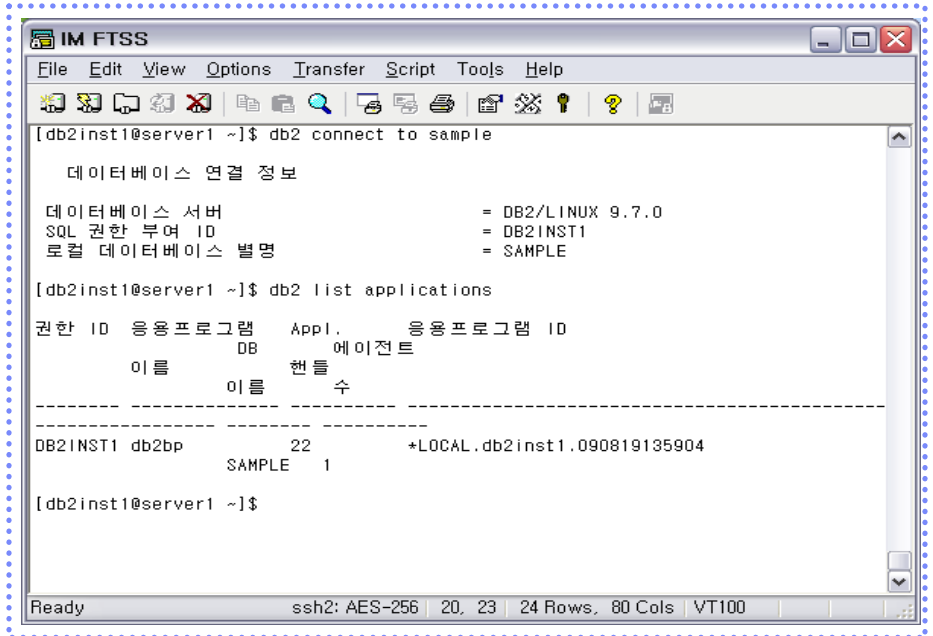 IM FTSS
File Edit View Options Transfer Script Tools Help
[db2inst1@server1 ~]$ db2 connect to sample
데이터베이스 연결 정보
데이터베이스 서버 = DB2/LINUX 9.7.0
SQL 권한 부여 ID = DB2INST1
로컬 데이터베이스 별명 = SAMPLE
[db2inst1@server1 ~]$ db2 list applications
권한 ID 응용프로그램 Appl. 응용프로그램 ID
DB 에이전트
이름 핸들
이름 수
-------- -------------- ---------- ------------------------------------------
----------------- -------- ----------
DB2INST1 db2bp 22 *LOCAL.db2inst1.090819135904
SAMPLE 1
[db2inst1@server1 ~]$
Ready ssh2: AES-256 20, 23 24 Rows, 80 Cols VT100